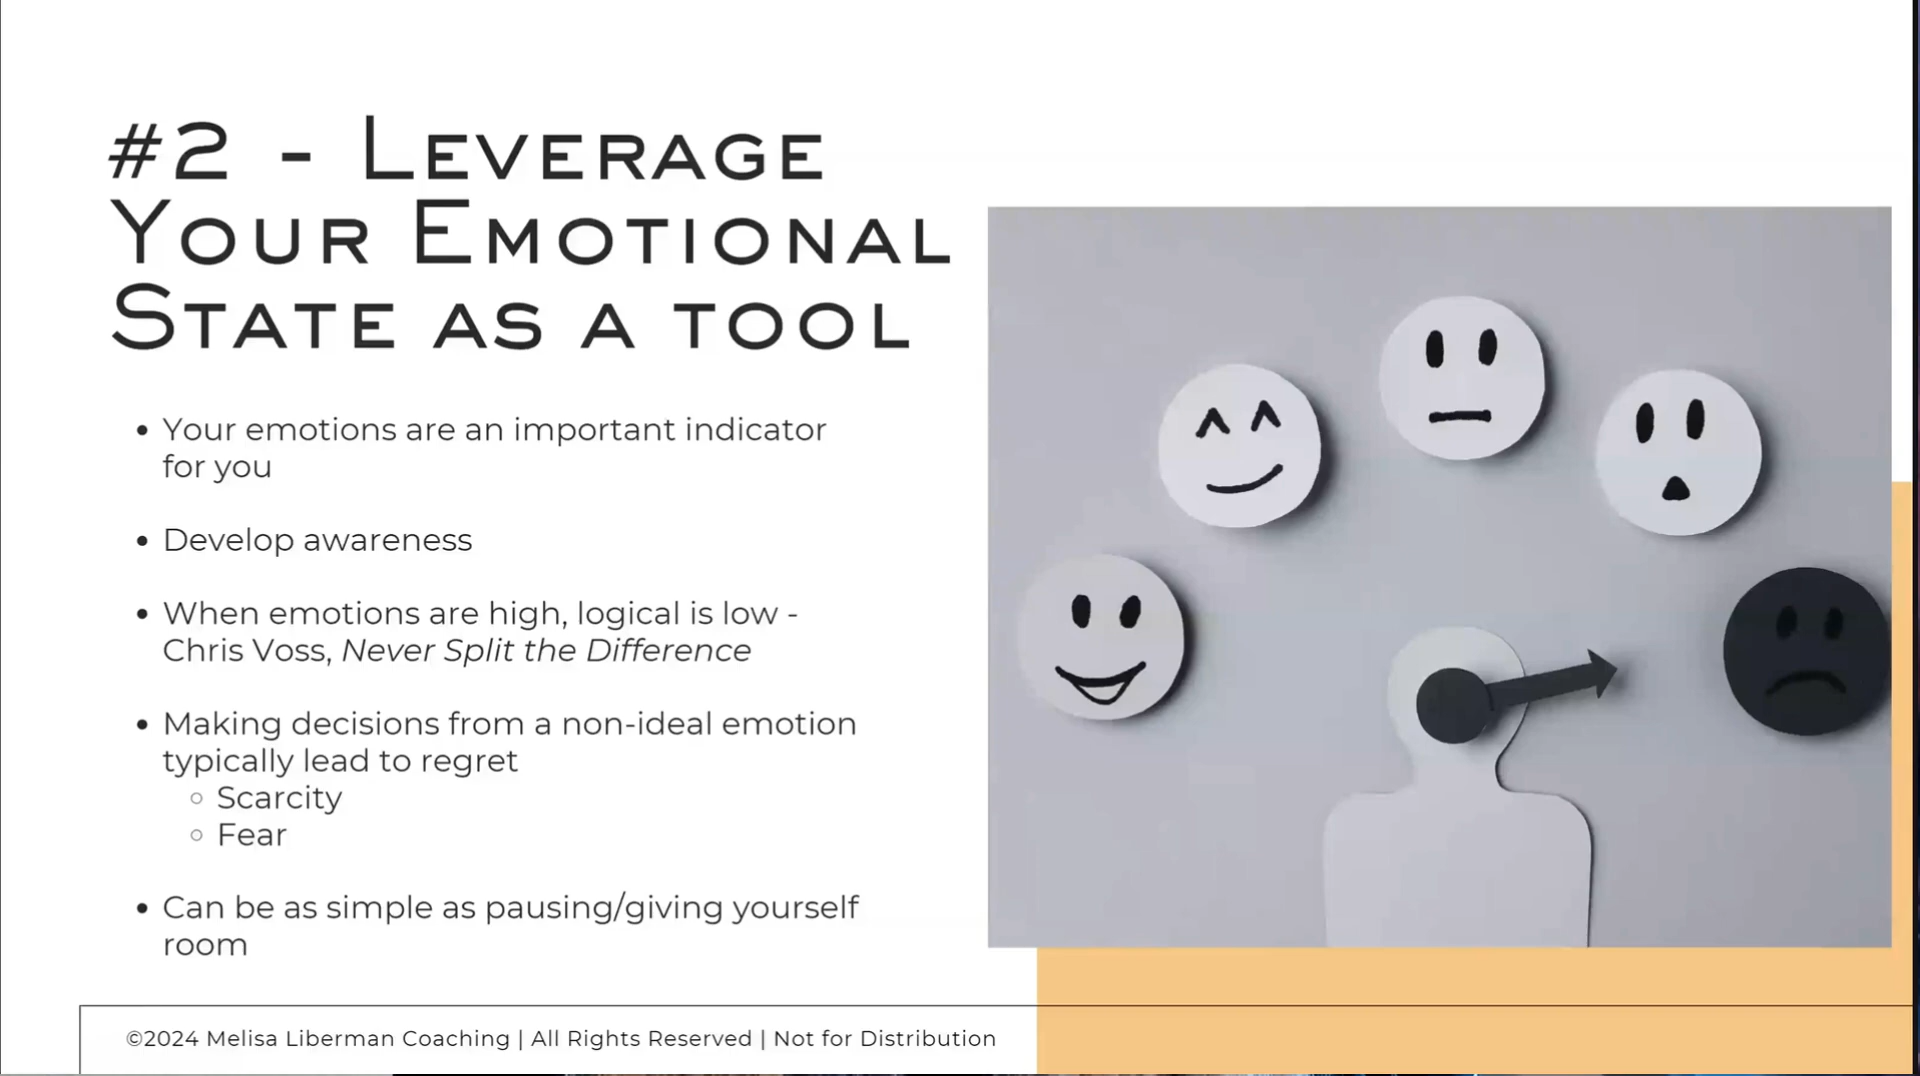 #2 - Leverage
Your Emotional
State as a tool
• Your emotions are an important indicator
for you
• Develop awareness
• When emotions are high, logical is low -
Chris Voss, Never Split the Difference
• Making decisions from a non-ideal emotion
typically lead to regret
○ Scarcity
○ Fear
• Can be as simple as pausing/giving yourself
room
©2024 Melisa Liberman Coaching | All Rights Reserved | Not for Distribution